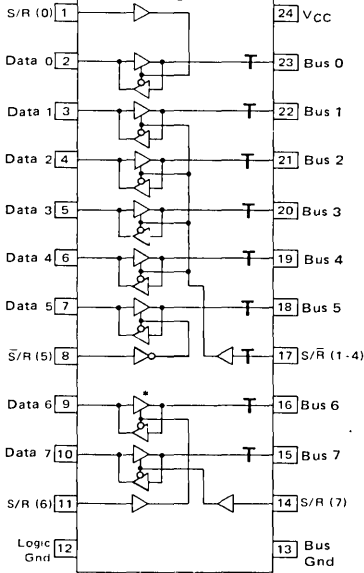 S/R (0) 1 24 VCC
Data 0 2 23 Bus 0
Data 1 3 22 Bus 1
Data 2 4 21 Bus 2
Data 3 5 20 Bus 3
Data 4 6 19 Bus 4
Data 5 7 18 Bus 5
S̅/R (5) 8 17 S/R̅ (1-4)
*
Data 6 9 16 Bus 6
Data 7 10 15 Bus 7
S/R (6) 11 14 S/R (7)
Logic Gnd 12 13 Bus Gnd